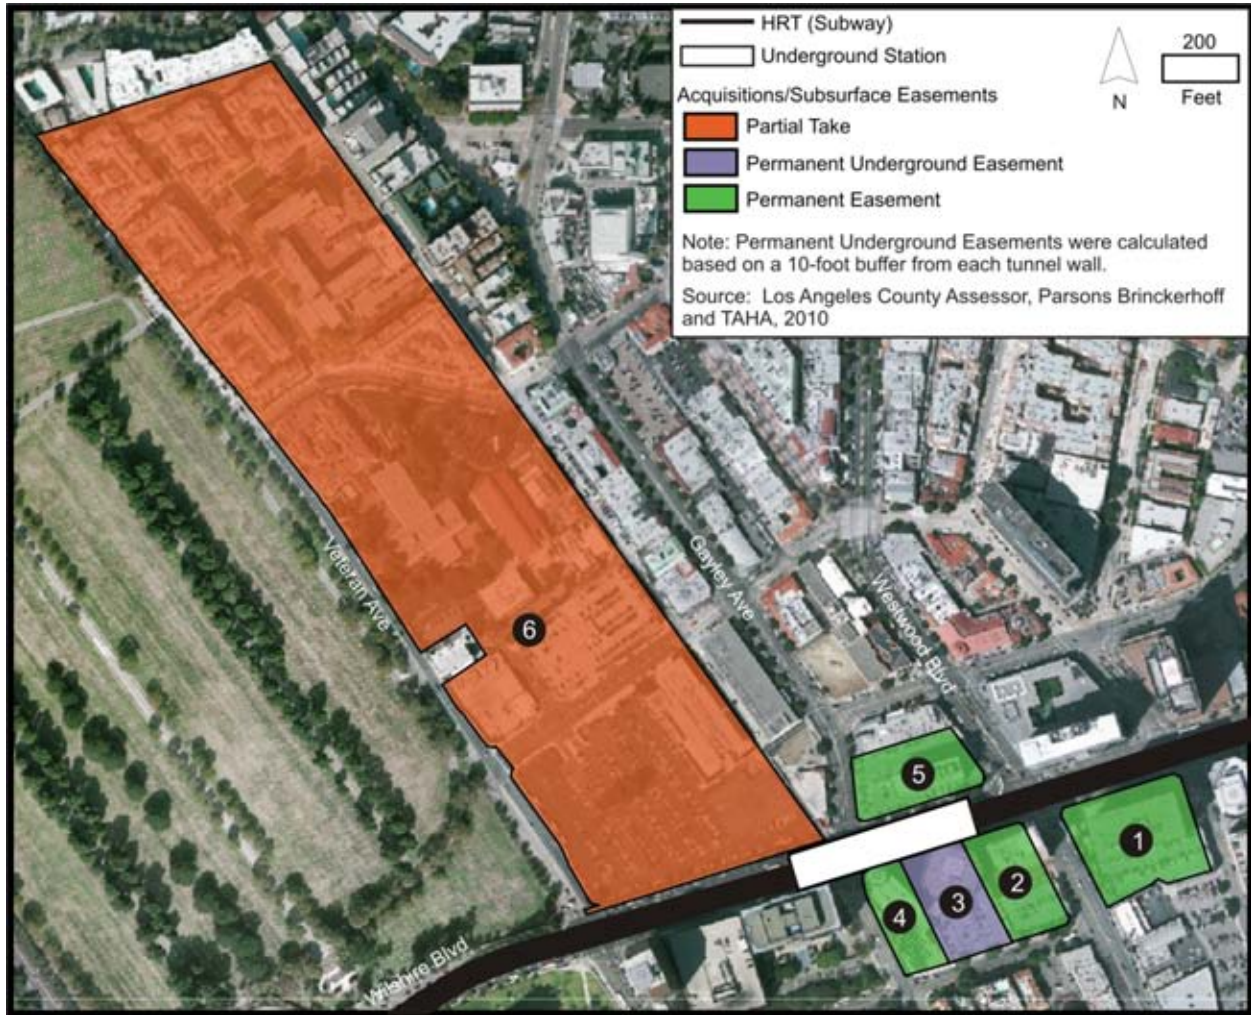 HRT (Subway)
Underground Station
Acquisitions/Subsurface Easements
Partial Take
Permanent Underground Easement
Permanent Easement
Note: Permanent Underground Easements were calculated
based on a 10-foot buffer from each tunnel wall.
Source: Los Angeles County Assessor, Parsons Brinckerhoff
and TAHA, 2010
N
200
Feet
Veteran Ave
Gayley Ave
Westwood Blvd
6
5
1
2
3
4
Wilshire Blvd